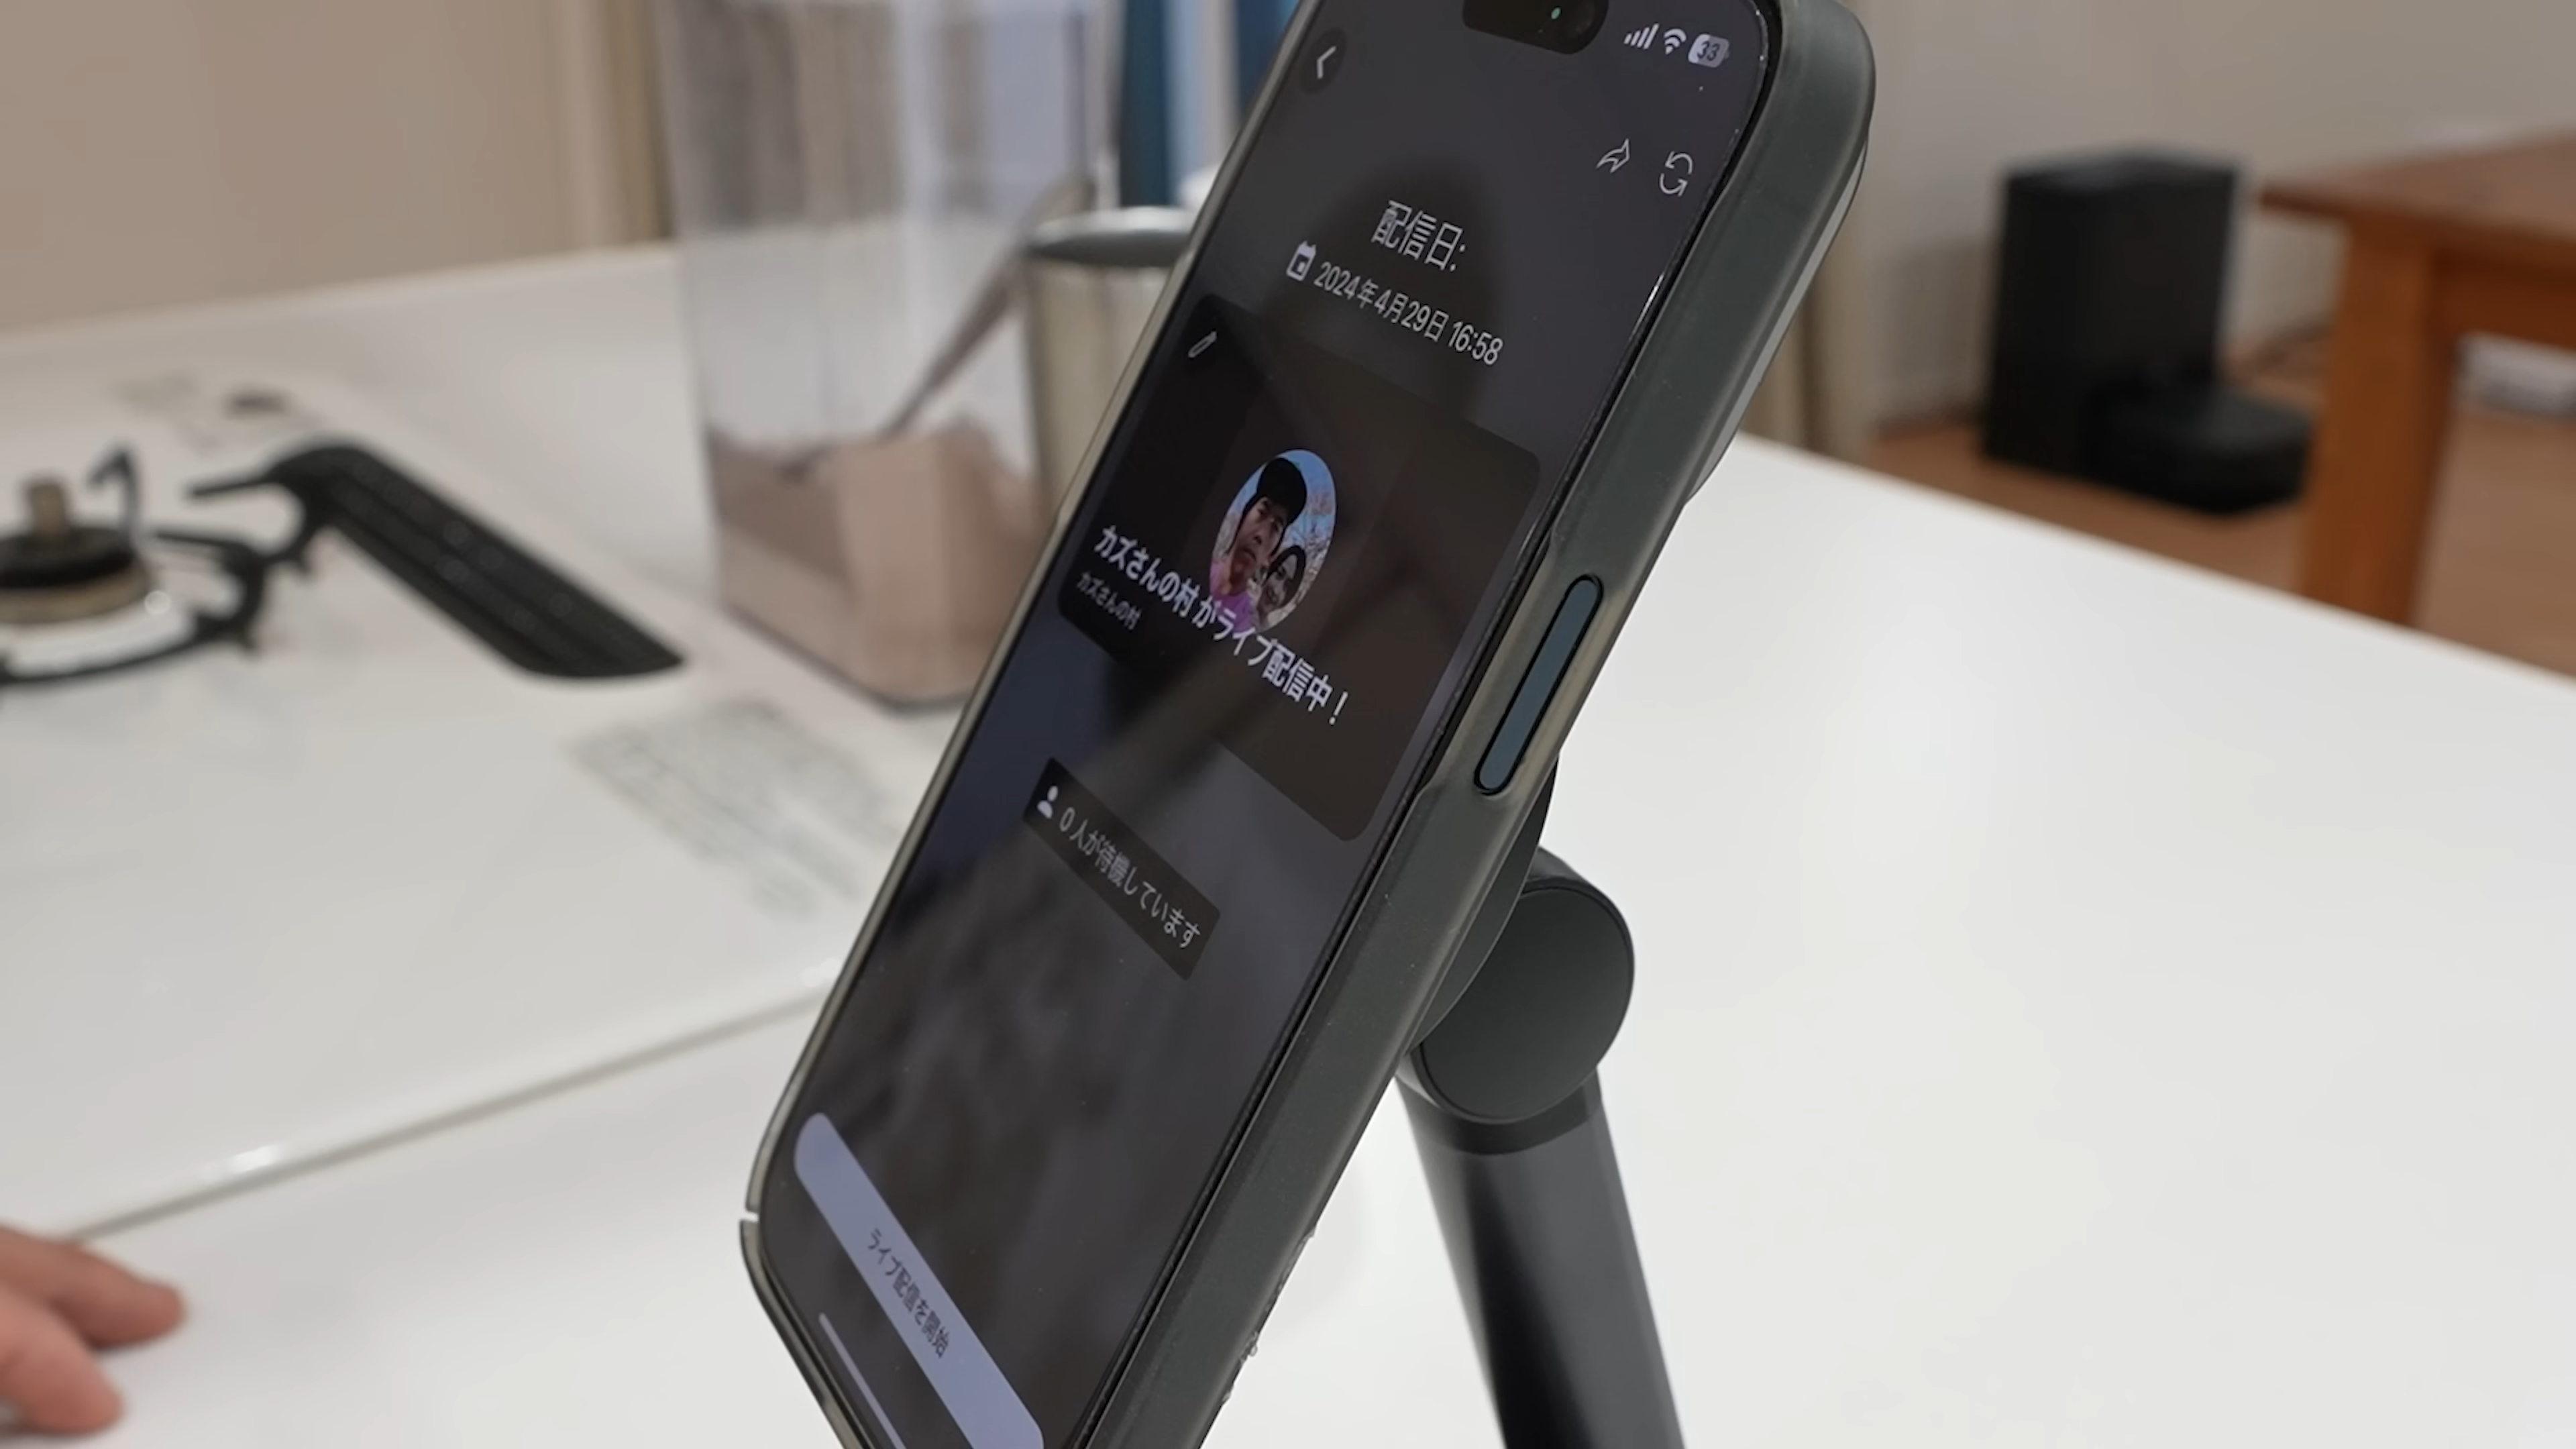 33
配信日:
2024年4月29日 16:58
カズさんの村 がライブ配信中！
カズさんの村
0 人が待機しています
ライブ配信を開始